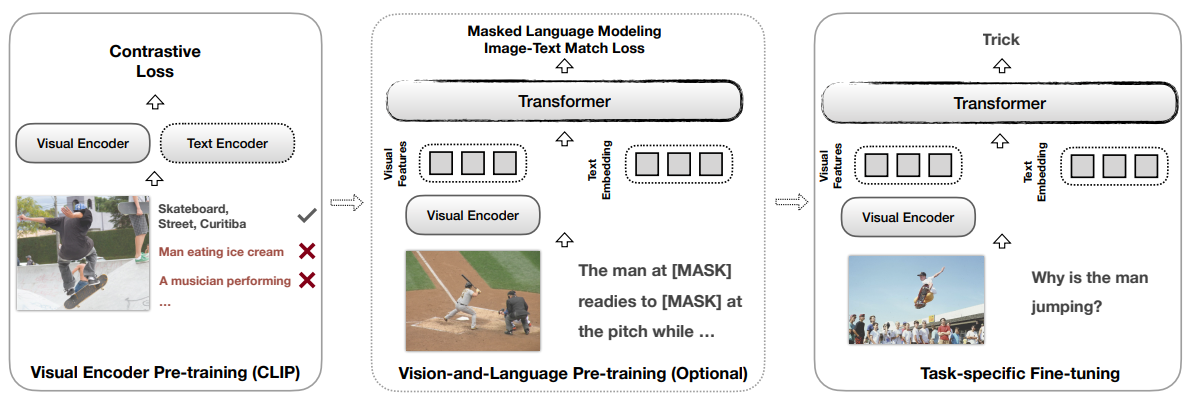 Contrastive
Loss
Visual Encoder
Text Encoder
Skateboard,
Street, Curitiba
Man eating ice cream
A musician performing
...
Visual Encoder Pre-training (CLIP)
Masked Language Modeling
Image-Text Match Loss
Transformer
Visual
Features
Text
Embedding
Visual Encoder
The man at [MASK]
readies to [MASK] at
the pitch while ...
Vision-and-Language Pre-training (Optional)
Trick
Transformer
Visual
Features
Text
Embedding
Visual Encoder
Why is the man
jumping?
Task-specific Fine-tuning